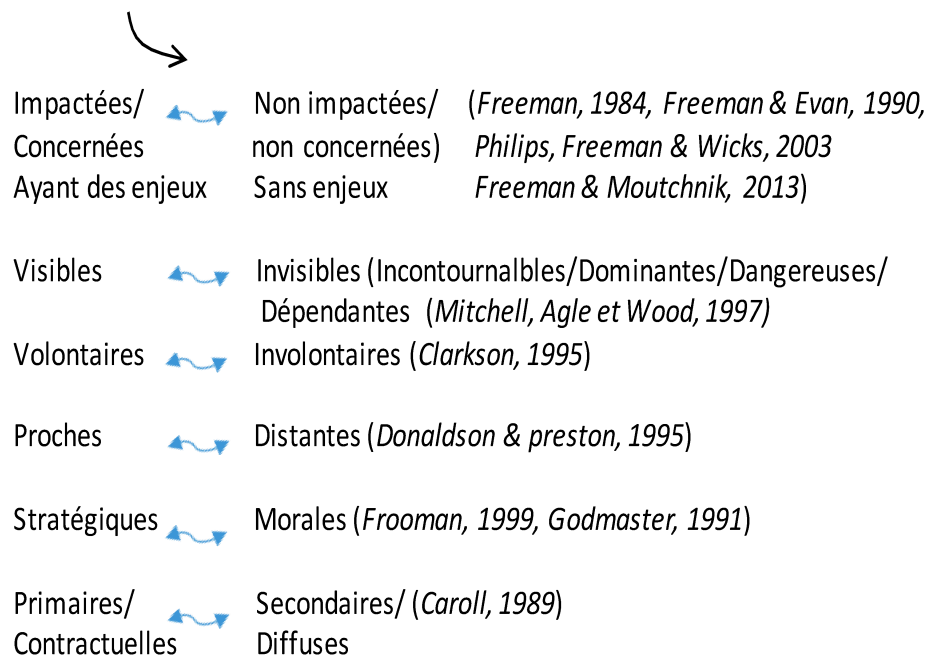 Impactées/ Non impactées/ (Freeman, 1984, Freeman & Evan, 1990,
Concernées non concernées) Philips, Freeman & Wicks, 2003
Ayant des enjeux Sans enjeux Freeman & Moutchnik, 2013)
Visibles Invisibles (Incontournalbles/Dominantes/Dangereuses/
Dépendantes (Mitchell, Agle et Wood, 1997)
Volontaires Involontaires (Clarkson, 1995)
Proches Distantes (Donaldson & preston, 1995)
Stratégiques Morales (Frooman, 1999, Godmaster, 1991)
Primaires/ Secondaires/ (Caroll, 1989)
Contractuelles Diffuses